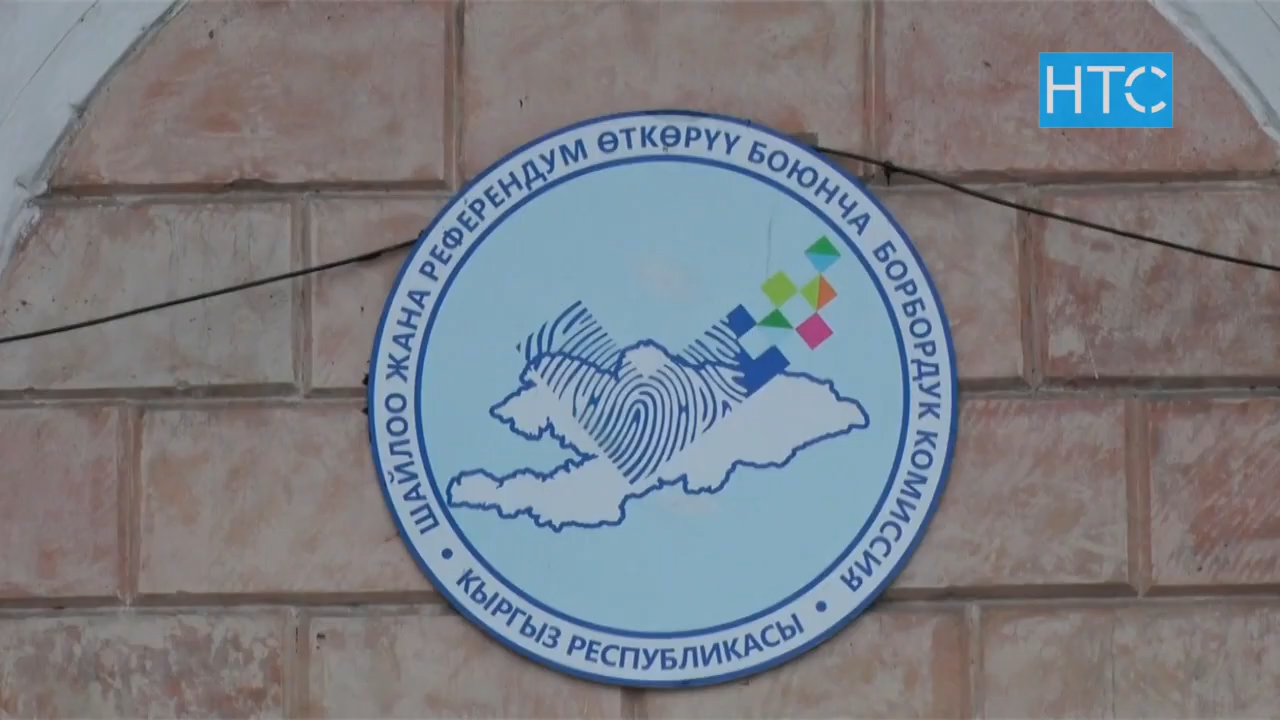 НТС
ШАЙЛОО ЖАНА РЕФЕРЕНДУМ ӨТКӨРҮҮ БОЮНЧА БОРБОРДУК КОМИССИЯ
• КЫРГЫЗ РЕСПУБЛИКАСЫ •